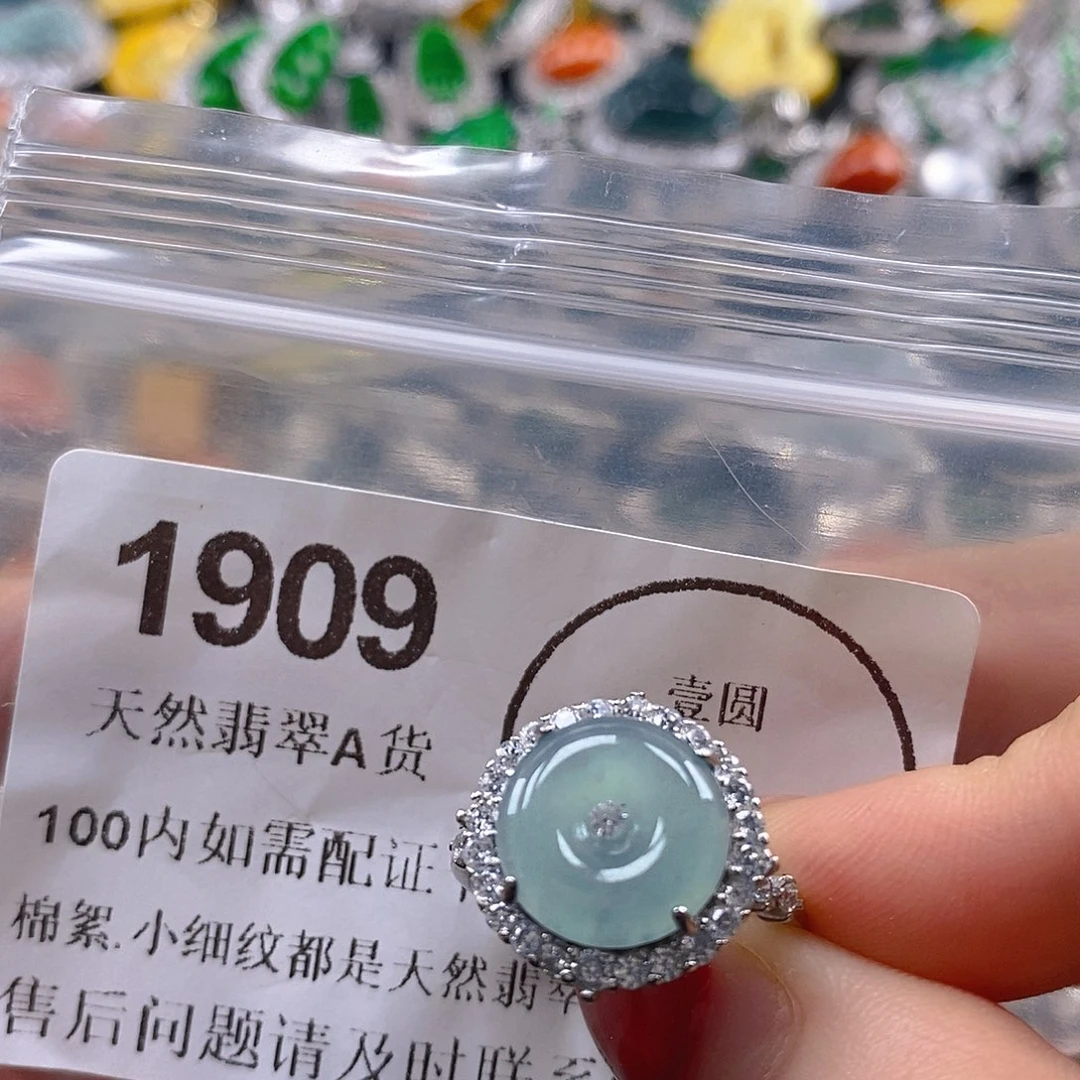 1909
壹圆
天然翡翠A货
100内如需配证
棉絮.小细纹都是天然翡翠
售后问题请及时联系